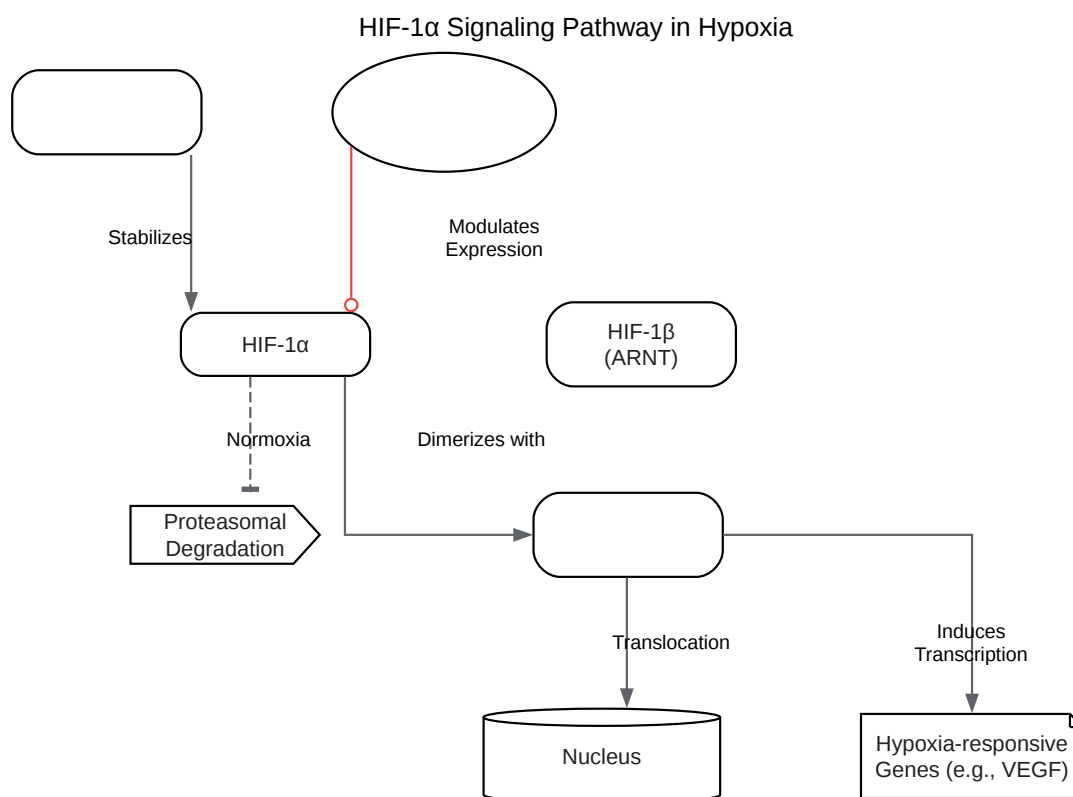 HIF-1α Signaling Pathway in Hypoxia
Stabilizes
Modulates
Expression
HIF-1α
HIF-1β
(ARNT)
Normoxia
Dimerizes with
Proteasomal
Degradation
Translocation
Induces
Transcription
Nucleus
Hypoxia-responsive
Genes (e.g., VEGF)